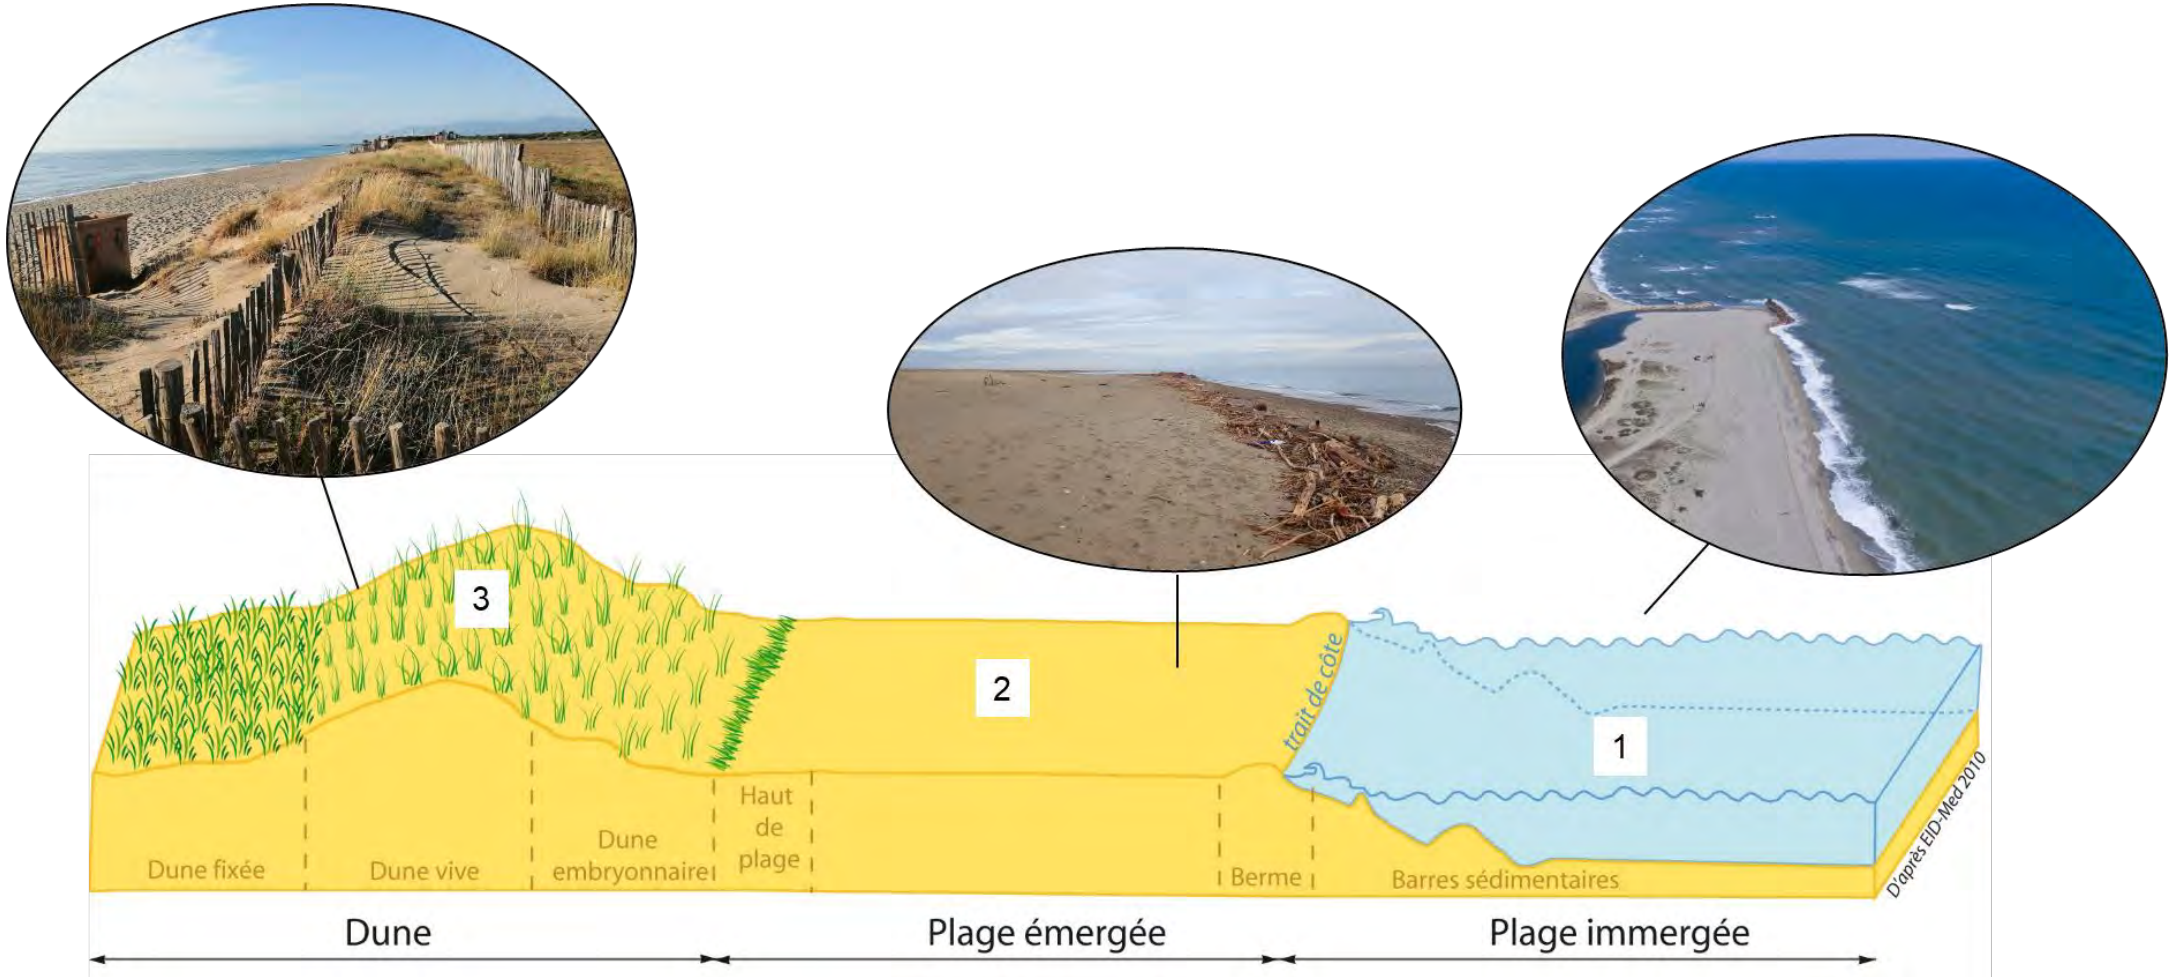 3
2
1
trait de côte
Haut
de
plage
Dune
embryonnaire
Dune fixée
Dune vive
Berme
Barres sédimentaires
D'après EID-Med 2010
Dune
Plage émergée
Plage immergée